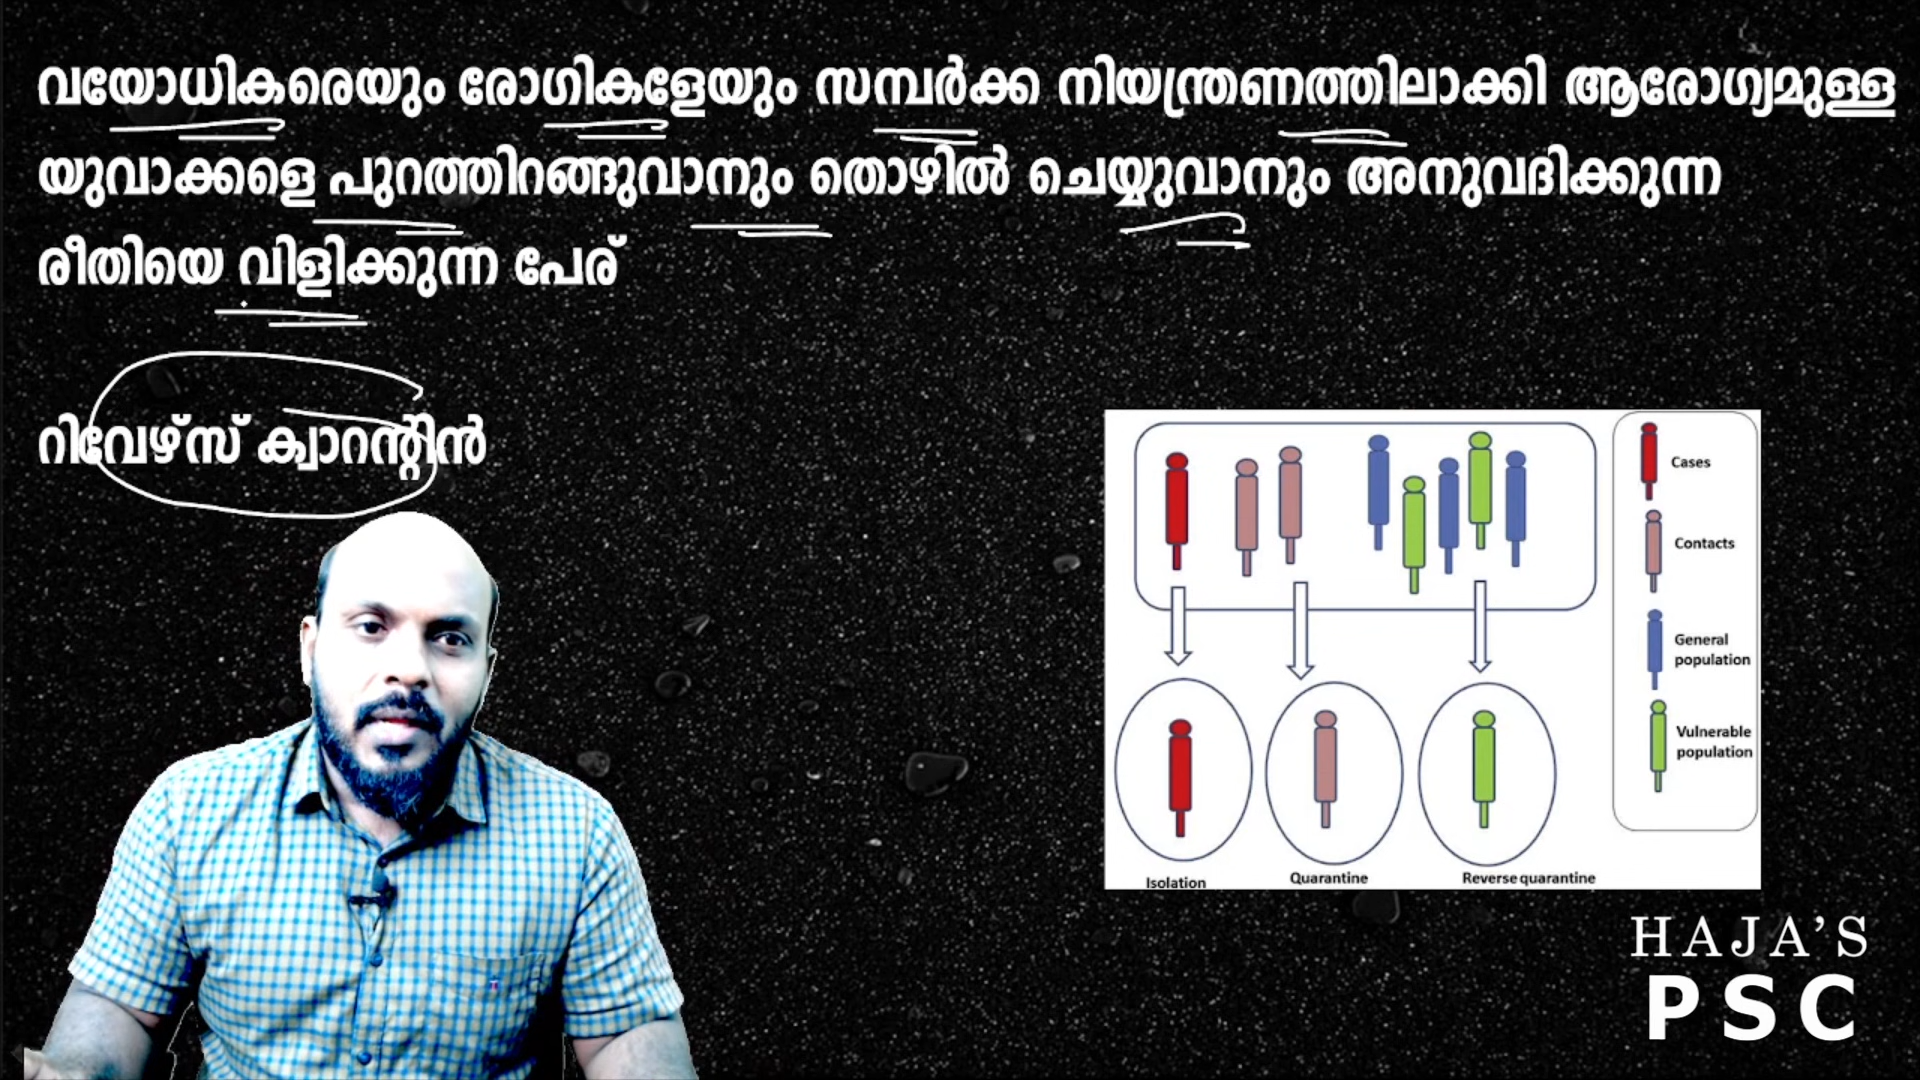 വയോധികരെയും രോഗികളേയും സമ്പർക്ക നിയന്ത്രണത്തിലാക്കി ആരോഗ്യമുള്ള
യുവാക്കളെ പുറത്തിറങ്ങുവാനും തൊഴിൽ ചെയ്യുവാനും അനുവദിക്കുന്ന
രീതിയെ വിളിക്കുന്ന പേര്
റിവേഴ്സ് ക്വാറന്റിൻ
Cases
Contacts
General
population
Vulnerable
population
Isolation
Quarantine
Reverse quarantine
HAJA'S
PSC